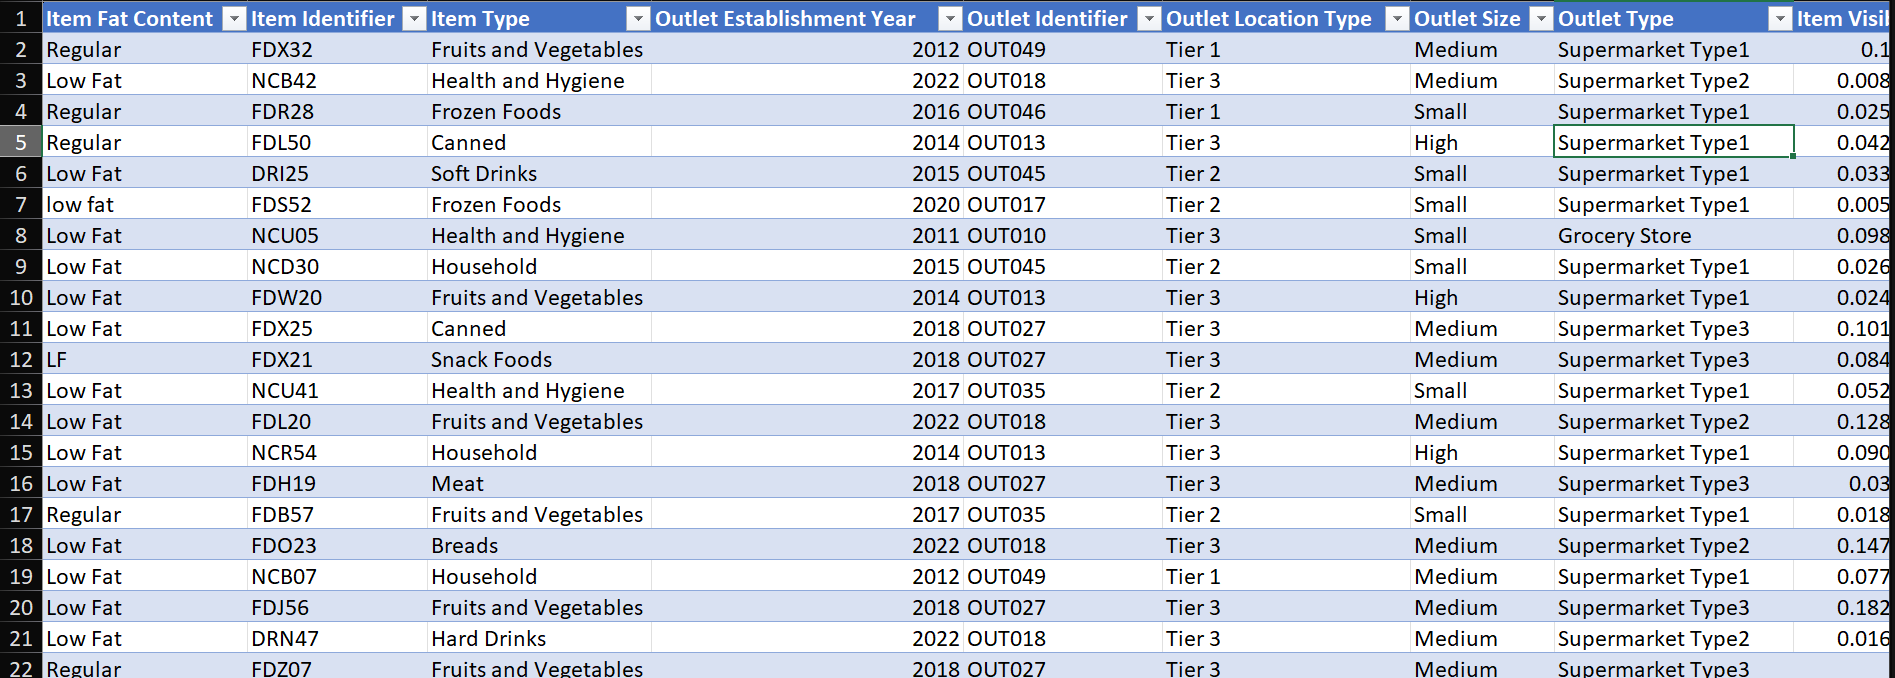 1 Item Fat Content Item Identifier Item Type Outlet Establishment Year Outlet Identifier Outlet Location Type Outlet Size Outlet Type Item Visil
2 Regular FDX32 Fruits and Vegetables 2012 OUT049 Tier 1 Medium Supermarket Type1 0.1
3 Low Fat NCB42 Health and Hygiene 2022 OUT018 Tier 3 Medium Supermarket Type2 0.008
4 Regular FDR28 Frozen Foods 2016 OUT046 Tier 1 Small Supermarket Type1 0.025
5 Regular FDL50 Canned 2014 OUT013 Tier 3 High Supermarket Type1 0.042
6 Low Fat DRI25 Soft Drinks 2015 OUT045 Tier 2 Small Supermarket Type1 0.033
7 low fat FDS52 Frozen Foods 2020 OUT017 Tier 2 Small Supermarket Type1 0.005
8 Low Fat NCU05 Health and Hygiene 2011 OUT010 Tier 3 Small Grocery Store 0.098
9 Low Fat NCD30 Household 2015 OUT045 Tier 2 Small Supermarket Type1 0.026
10 Low Fat FDW20 Fruits and Vegetables 2014 OUT013 Tier 3 High Supermarket Type1 0.024
11 Low Fat FDX25 Canned 2018 OUT027 Tier 3 Medium Supermarket Type3 0.101
12 LF FDX21 Snack Foods 2018 OUT027 Tier 3 Medium Supermarket Type3 0.084
13 Low Fat NCU41 Health and Hygiene 2017 OUT035 Tier 2 Small Supermarket Type1 0.052
14 Low Fat FDL20 Fruits and Vegetables 2022 OUT018 Tier 3 Medium Supermarket Type2 0.128
15 Low Fat NCR54 Household 2014 OUT013 Tier 3 High Supermarket Type1 0.090
16 Low Fat FDH19 Meat 2018 OUT027 Tier 3 Medium Supermarket Type3 0.03
17 Regular FDB57 Fruits and Vegetables 2017 OUT035 Tier 2 Small Supermarket Type1 0.018
18 Low Fat FDO23 Breads 2022 OUT018 Tier 3 Medium Supermarket Type2 0.147
19 Low Fat NCB07 Household 2012 OUT049 Tier 1 Medium Supermarket Type1 0.077
20 Low Fat FDJ56 Fruits and Vegetables 2018 OUT027 Tier 3 Medium Supermarket Type3 0.182
21 Low Fat DRN47 Hard Drinks 2022 OUT018 Tier 3 Medium Supermarket Type2 0.016
22 Regular FDZ07 Fruits and Vegetables 2018 OUT027 Tier 3 Medium Supermarket Type3